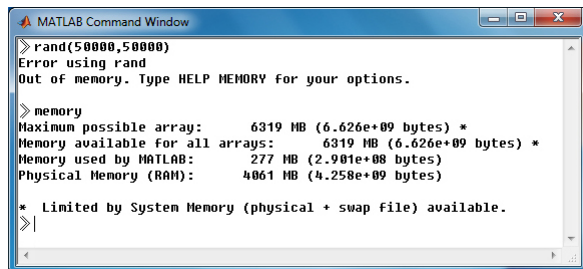 MATLAB Command Window
>> rand(50000,50000)
Error using rand
Out of memory. Type HELP MEMORY for your options.
>> memory
Maximum possible array:       6319 MB (6.626e+09 bytes) *
Memory available for all arrays:       6319 MB (6.626e+09 bytes) *
Memory used by MATLAB:        277 MB (2.901e+08 bytes)
Physical Memory (RAM):       4061 MB (4.258e+09 bytes)
*  Limited by System Memory (physical + swap file) available.
>>